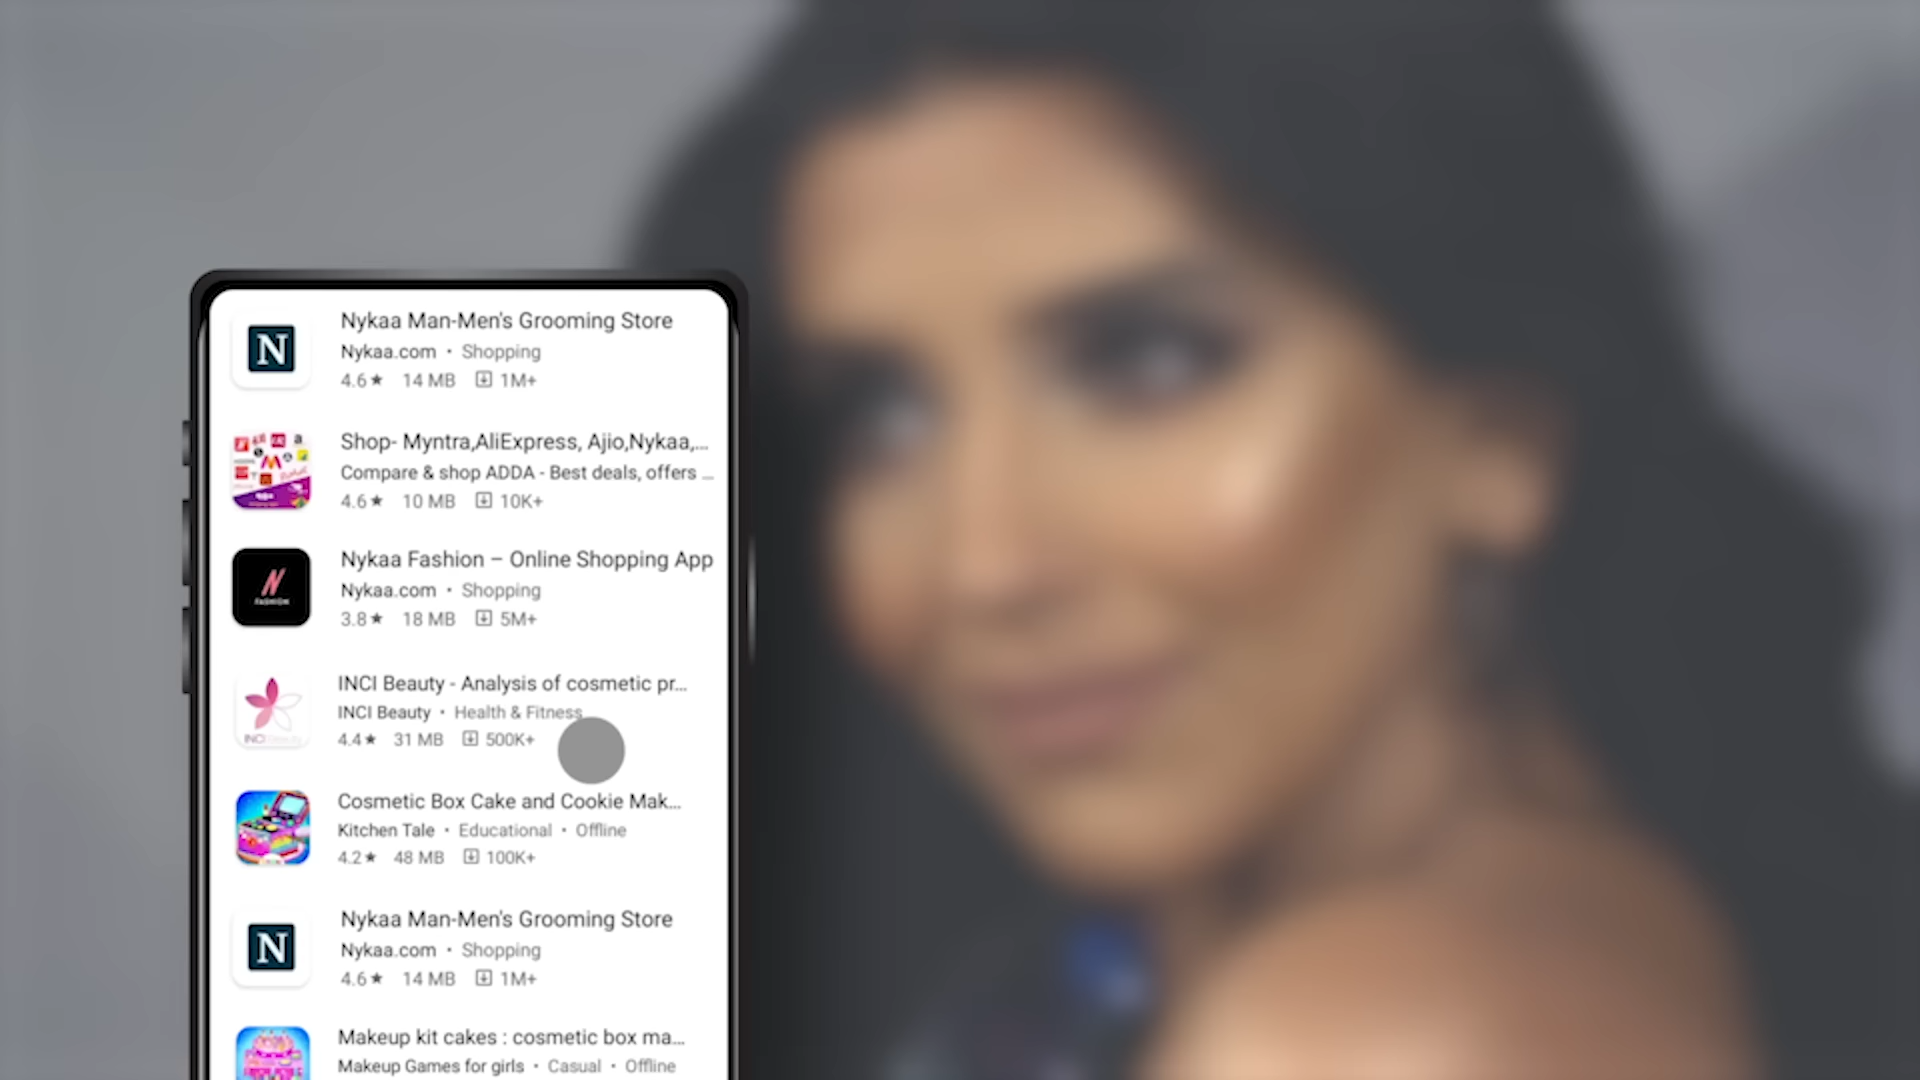 N
Nykaa Man-Men's Grooming Store
Nykaa.com • Shopping
4.6★ 14 MB 1M+
Shop- Myntra,AliExpress, Ajio,Nykaa,...
Compare & shop ADDA - Best deals, offers ...
4.6★ 10 MB 10K+
N
FASHION
Nykaa Fashion – Online Shopping App
Nykaa.com • Shopping
3.8★ 18 MB 5M+
INCI Beauty
INCI Beauty - Analysis of cosmetic pr...
INCI Beauty • Health & Fitness
4.4★ 31 MB 500K+
Cosmetic Box Cake and Cookie Mak...
Kitchen Tale • Educational • Offline
4.2★ 48 MB 100K+
N
Nykaa Man-Men's Grooming Store
Nykaa.com • Shopping
4.6★ 14 MB 1M+
Makeup kit cakes : cosmetic box ma...
Makeup Games for girls • Casual • Offline